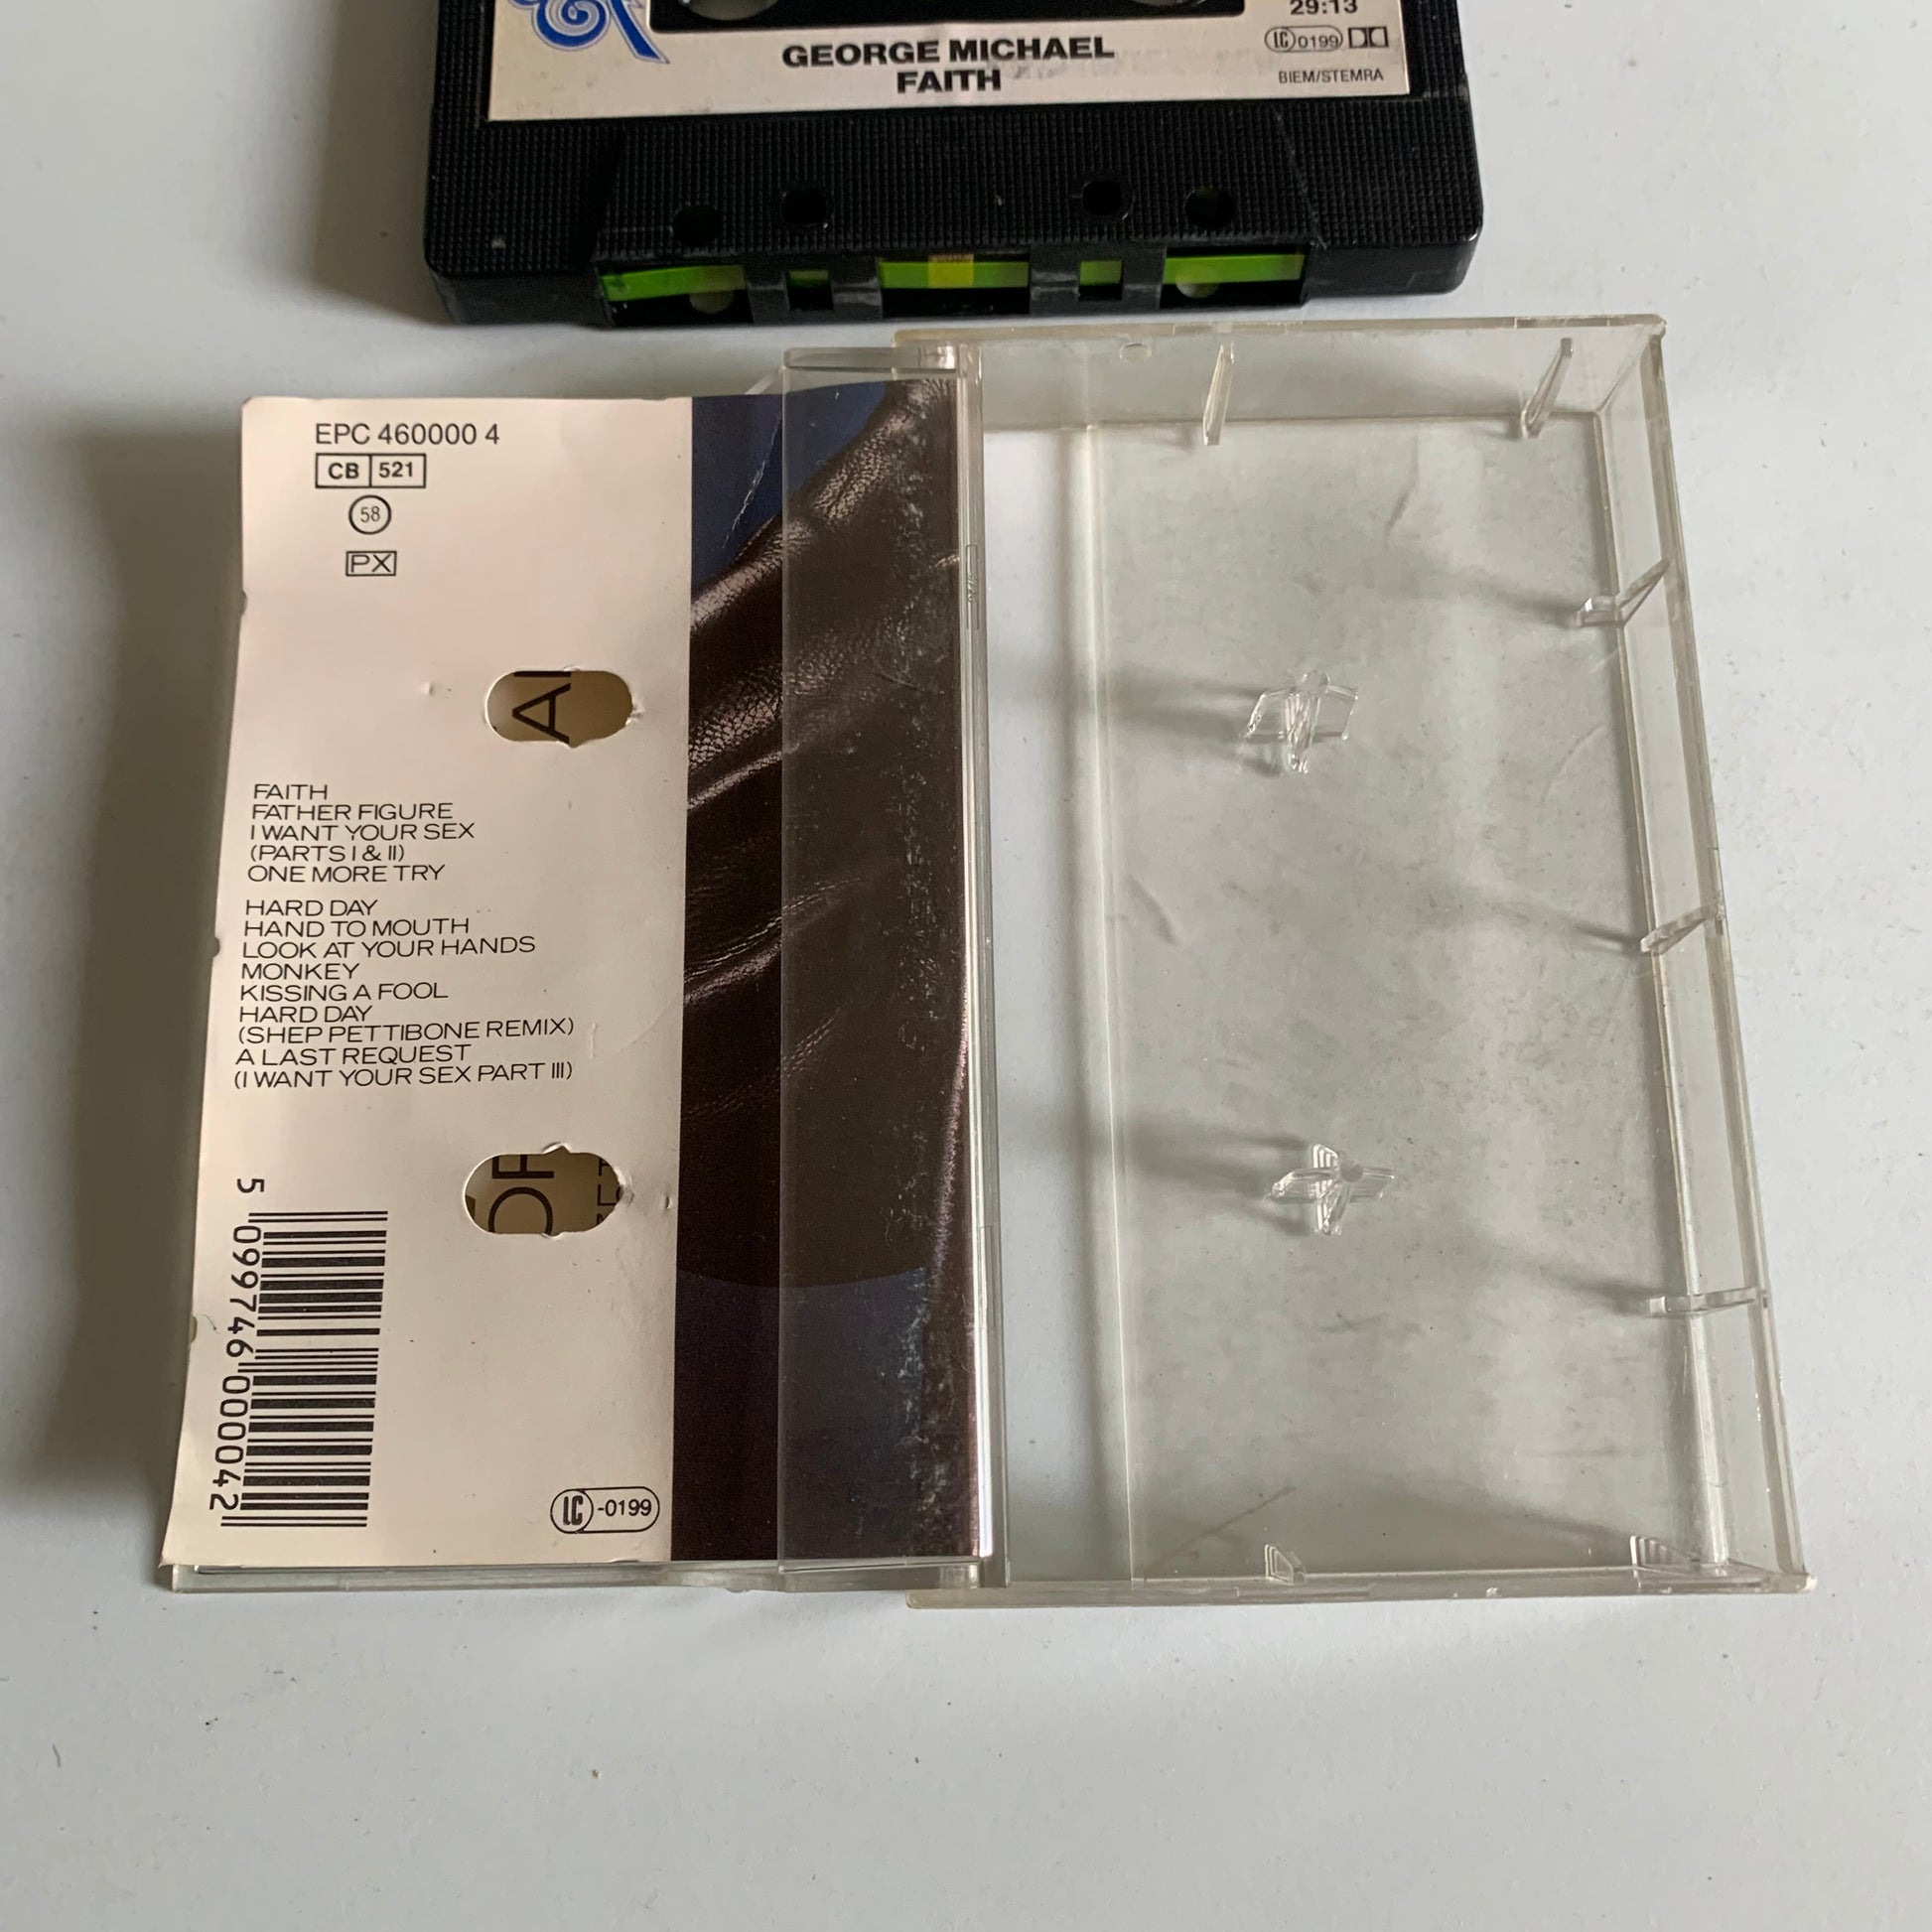 29:13
GEORGE MICHAEL
FAITH
LC 0199
BIEM/STEMRA
EPC 460000 4
CB 521
58
PX
FAITH
FATHER FIGURE
I WANT YOUR SEX
(PARTS I & II)
ONE MORE TRY
HARD DAY
HAND TO MOUTH
LOOK AT YOUR HANDS
MONKEY
KISSING A FOOL
HARD DAY
(SHEP PETTIBONE REMIX)
A LAST REQUEST
(I WANT YOUR SEX PART III)
5 099746 000042
LC -0199